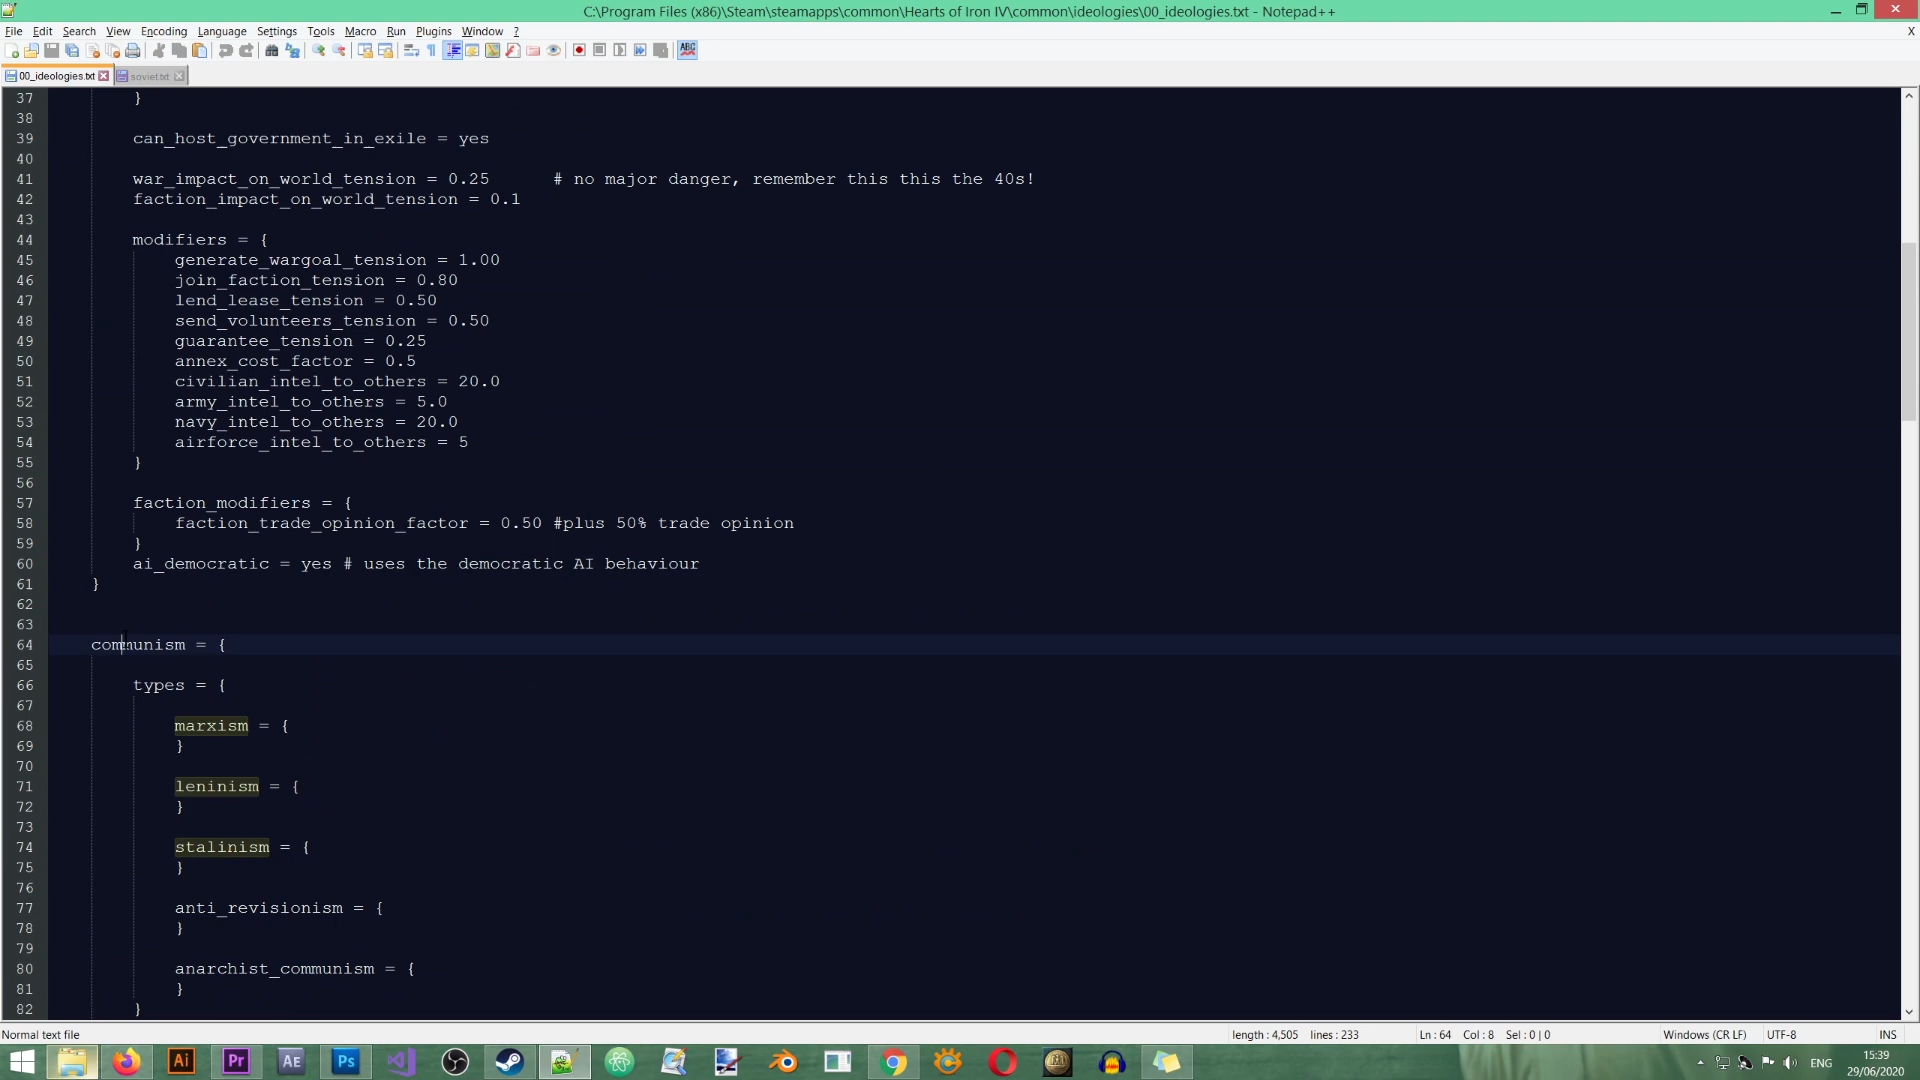 C:\Program Files (x86)\Steam\steamapps\common\Hearts of Iron IV\common\ideologies\00_ideologies.txt - Notepad++
File Edit Search View Encoding Language Settings Tools Macro Run Plugins Window ? X
ABC
00_ideologies.txt soviet.txt
37 }
38
39 can_host_government_in_exile = yes
40
41 war_impact_on_world_tension = 0.25 # no major danger, remember this this the 40s!
42 faction_impact_on_world_tension = 0.1
43
44 modifiers = {
45 generate_wargoal_tension = 1.00
46 join_faction_tension = 0.80
47 lend_lease_tension = 0.50
48 send_volunteers_tension = 0.50
49 guarantee_tension = 0.25
50 annex_cost_factor = 0.5
51 civilian_intel_to_others = 20.0
52 army_intel_to_others = 5.0
53 navy_intel_to_others = 20.0
54 airforce_intel_to_others = 5
55 }
56
57 faction_modifiers = {
58 faction_trade_opinion_factor = 0.50 #plus 50% trade opinion
59 }
60 ai_democratic = yes # uses the democratic AI behaviour
61 }
62
63
64 communism = {
65
66 types = {
67
68 marxism = {
69 }
70
71 leninism = {
72 }
73
74 stalinism = {
75 }
76
77 anti_revisionism = {
78 }
79
80 anarchist_communism = {
81 }
82 }
Normal text file length : 4,505 lines : 233 Ln : 64 Col : 8 Sel : 0 | 0 Windows (CR LF) UTF-8 INS
Ai Pr AE Ps ENG 15:39
29/06/2020